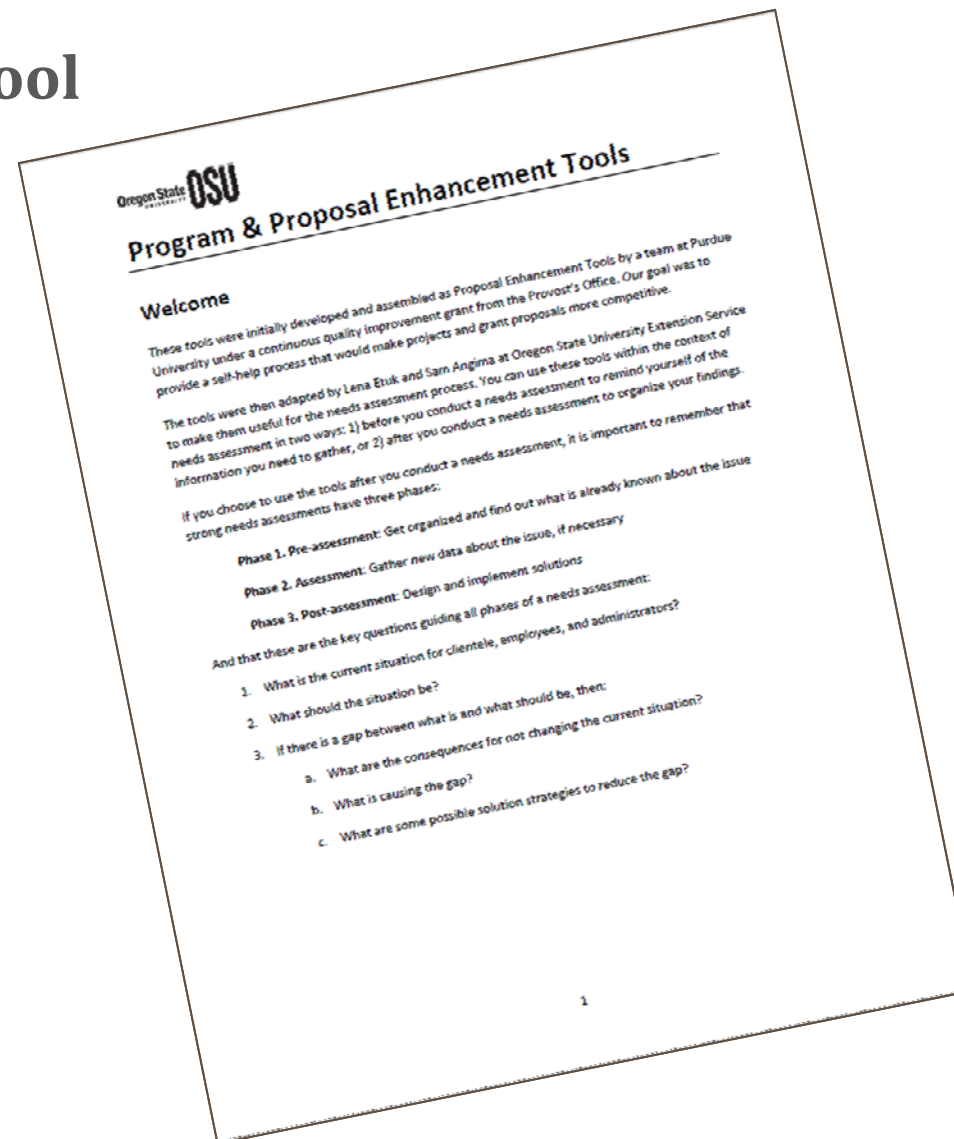 ool
Oregon State OSU
UNIVERSITY
Program & Proposal Enhancement Tools
Welcome
These tools were initially developed and assembled as Proposal Enhancement Tools by a team at Purdue
University under a continuous quality improvement grant from the Provost's Office. Our goal was to
provide a self-help process that would make projects and grant proposals more competitive.
The tools were then adapted by Lena Etuk and Sam Angima at Oregon State University Extension Service
to make them useful for the needs assessment process. You can use these tools within the context of
needs assessment in two ways: 1) before you conduct a needs assessment to remind yourself of the
information you need to gather, or 2) after you conduct a needs assessment to organize your findings.
If you choose to use the tools after you conduct a needs assessment, it is important to remember that
strong needs assessments have three phases:
Phase 1. Pre-assessment: Get organized and find out what is already known about the issue
Phase 2. Assessment: Gather new data about the issue, if necessary
Phase 3. Post-assessment: Design and implement solutions
And that these are the key questions guiding all phases of a needs assessment:
1. What is the current situation for clientele, employees, and administrators?
2. What should the situation be?
3. If there is a gap between what is and what should be, then:
a. What are the consequences for not changing the current situation?
b. What is causing the gap?
c. What are some possible solution strategies to reduce the gap?
1